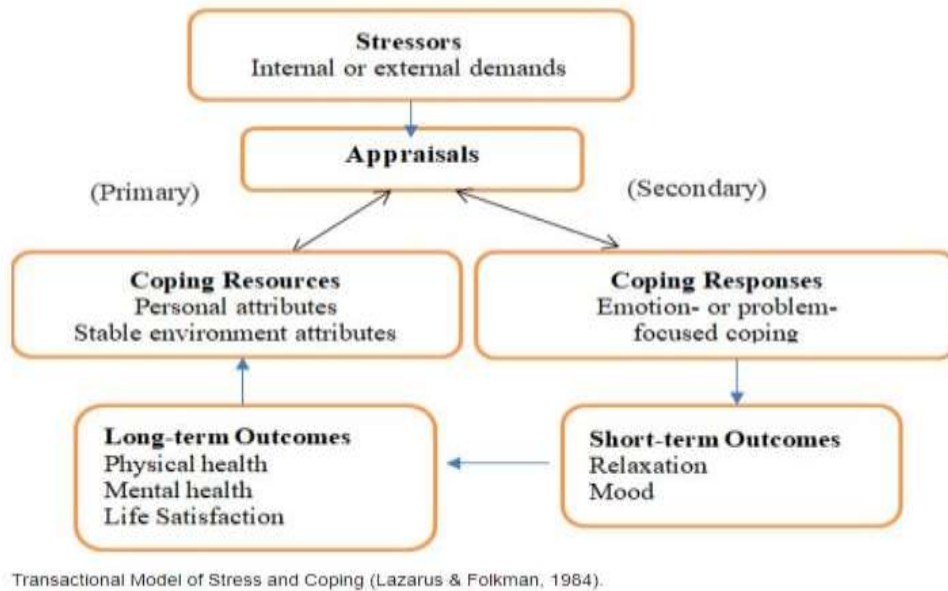 Stressors
Internal or external demands
Appraisals
(Primary)
(Secondary)
Coping Resources
Personal attributes
Stable environment attributes
Coping Responses
Emotion- or problem-
focused coping
Long-term Outcomes
Physical health
Mental health
Life Satisfaction
Short-term Outcomes
Relaxation
Mood
Transactional Model of Stress and Coping (Lazarus & Folkman, 1984).